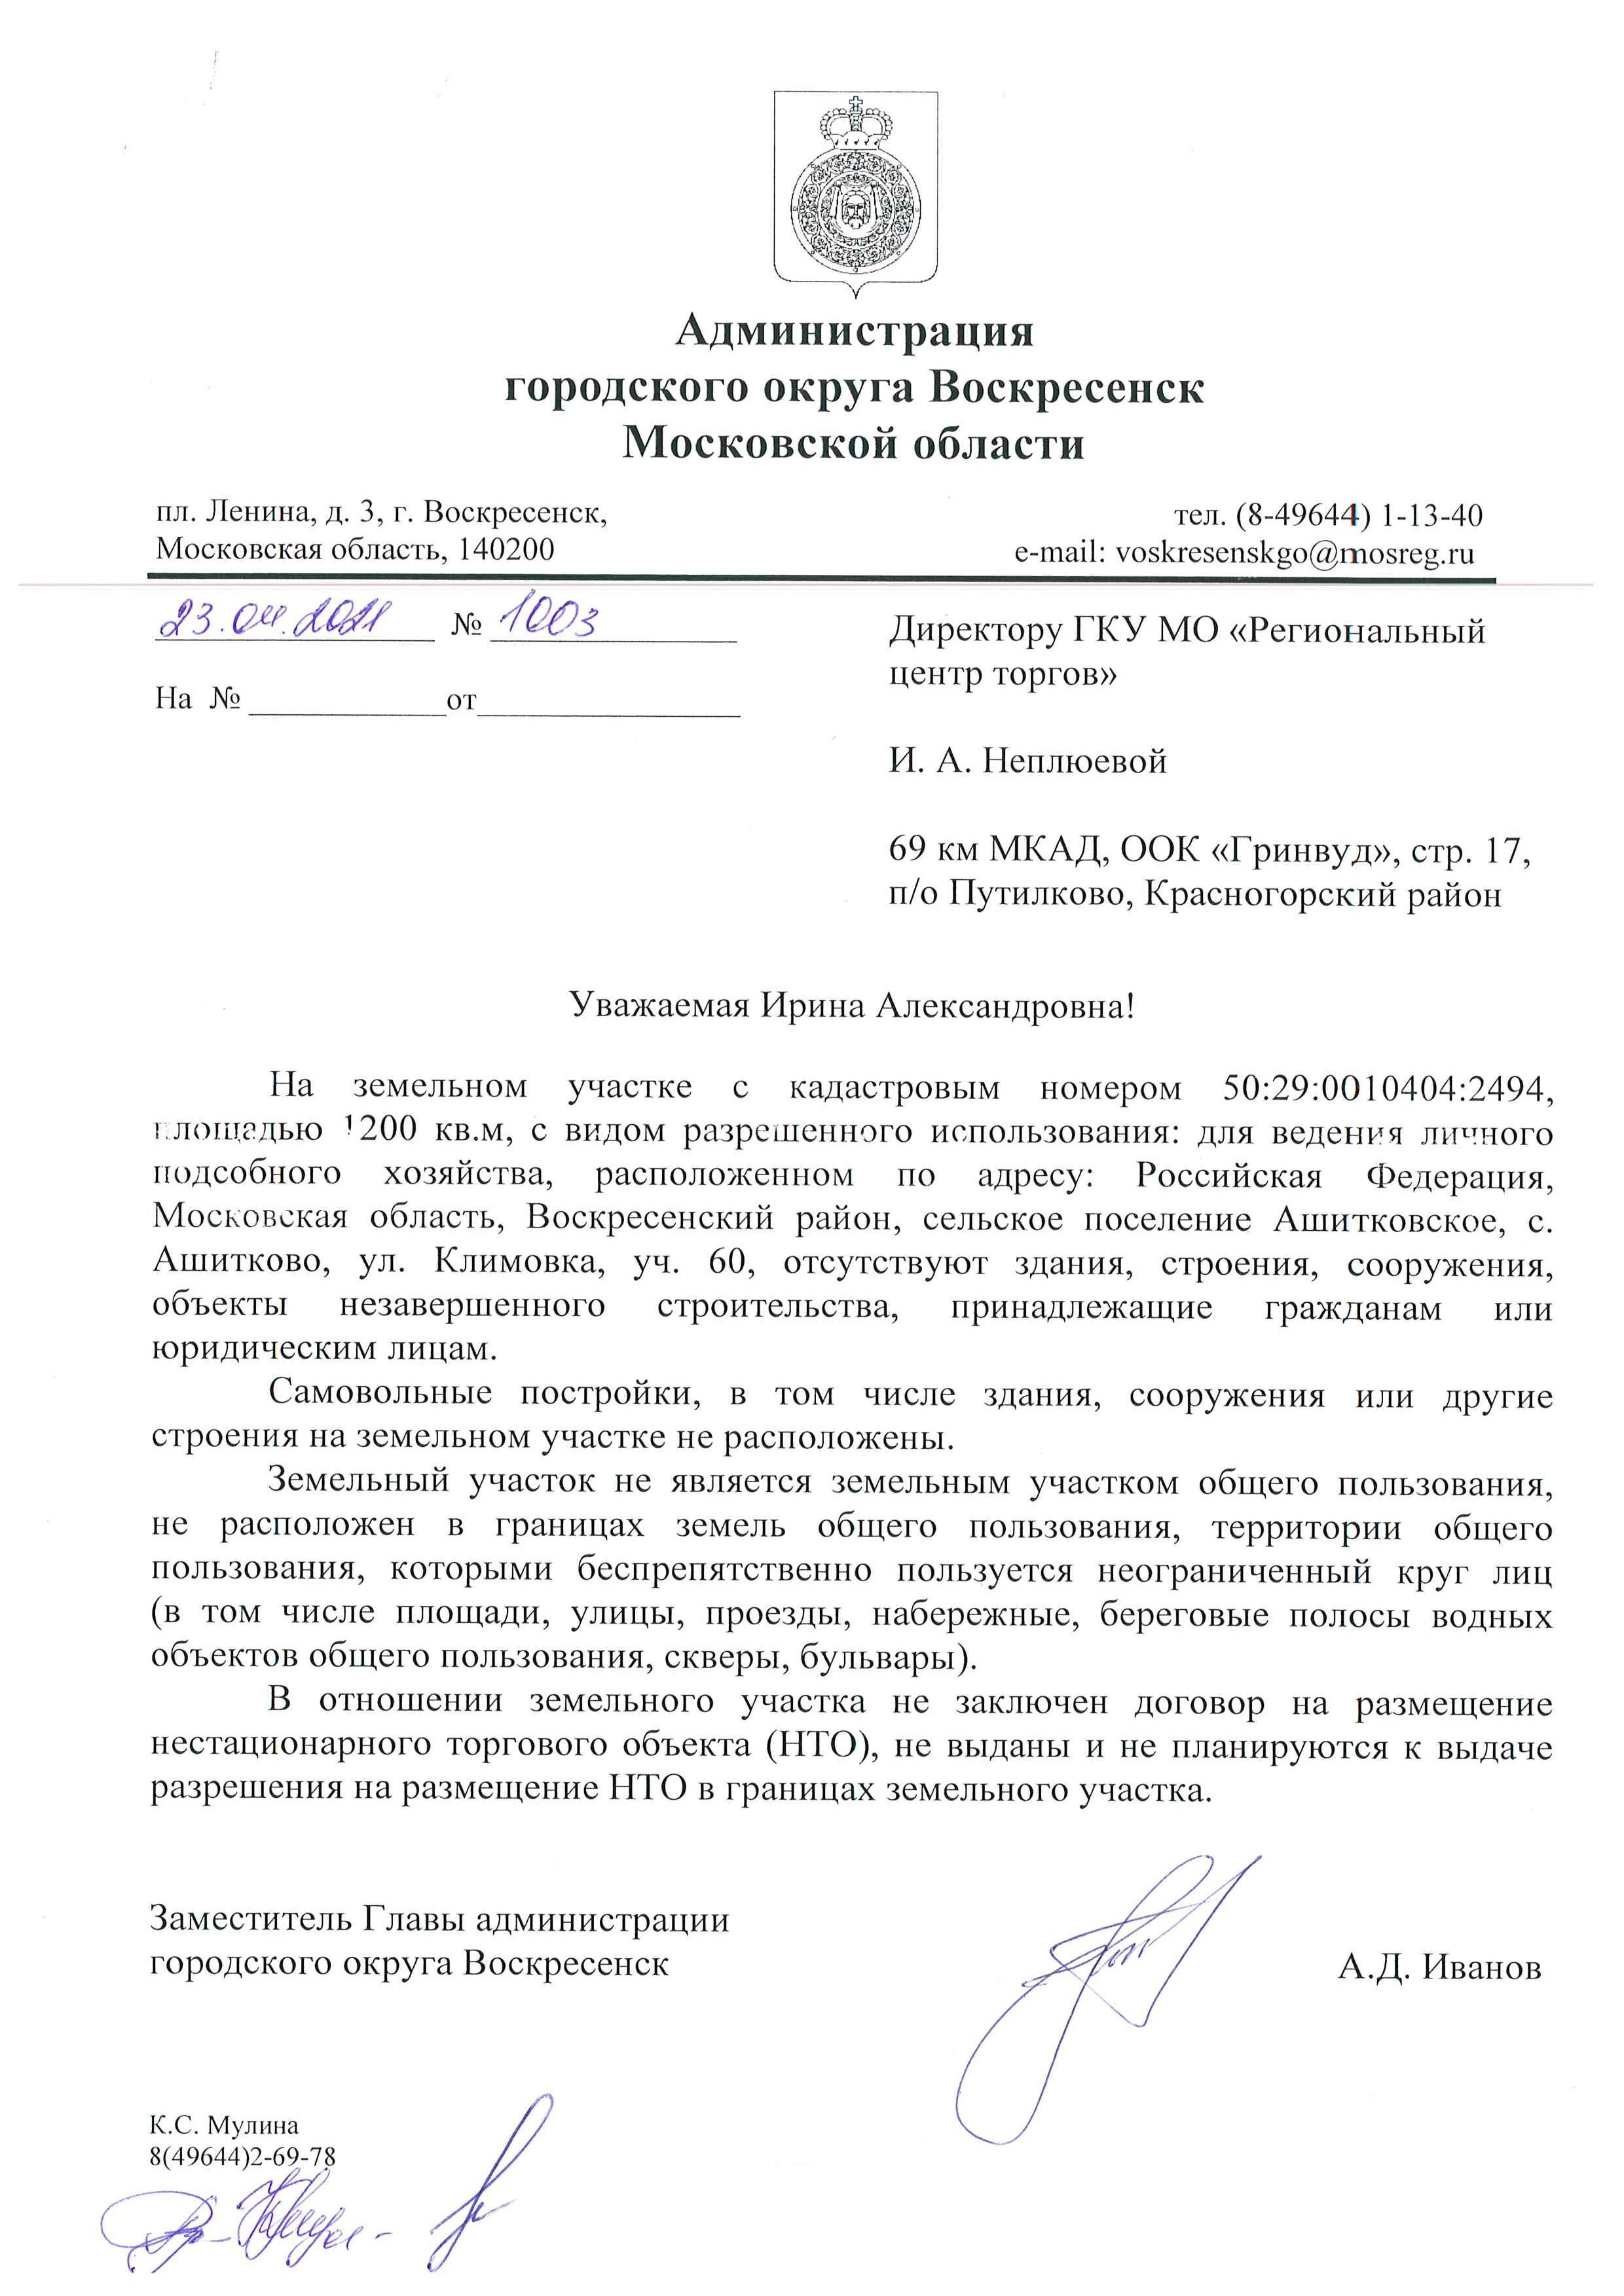 Администрация
городского округа Воскресенск
Московской области
пл. Ленина, д. 3, г. Воскресенск,
Московская область, 140200
тел. (8-49644) 1-13-40
e-mail: voskresenskgo@mosreg.ru
23.04.2021 № 1003
На № ____________от________________
Директору ГКУ МО «Региональный
центр торгов»
И. А. Неплюевой
69 км МКАД, ООК «Гринвуд», стр. 17,
п/о Путилково, Красногорский район
Уважаемая Ирина Александровна!
На земельном участке с кадастровым номером 50:29:0010404:2494,
площадью 1200 кв.м, с видом разрешенного использования: для ведения личного
подсобного хозяйства, расположенном по адресу: Российская Федерация,
Московская область, Воскресенский район, сельское поселение Ашитковское, с.
Ашитково, ул. Климовка, уч. 60, отсутствуют здания, строения, сооружения,
объекты незавершенного строительства, принадлежащие гражданам или
юридическим лицам.
Самовольные постройки, в том числе здания, сооружения или другие
строения на земельном участке не расположены.
Земельный участок не является земельным участком общего пользования,
не расположен в границах земель общего пользования, территории общего
пользования, которыми беспрепятственно пользуется неограниченный круг лиц
(в том числе площади, улицы, проезды, набережные, береговые полосы водных
объектов общего пользования, скверы, бульвары).
В отношении земельного участка не заключен договор на размещение
нестационарного торгового объекта (НТО), не выданы и не планируются к выдаче
разрешения на размещение НТО в границах земельного участка.
Заместитель Главы администрации
городского округа Воскресенск
А.Д. Иванов
К.С. Мулина
8(49644)2-69-78